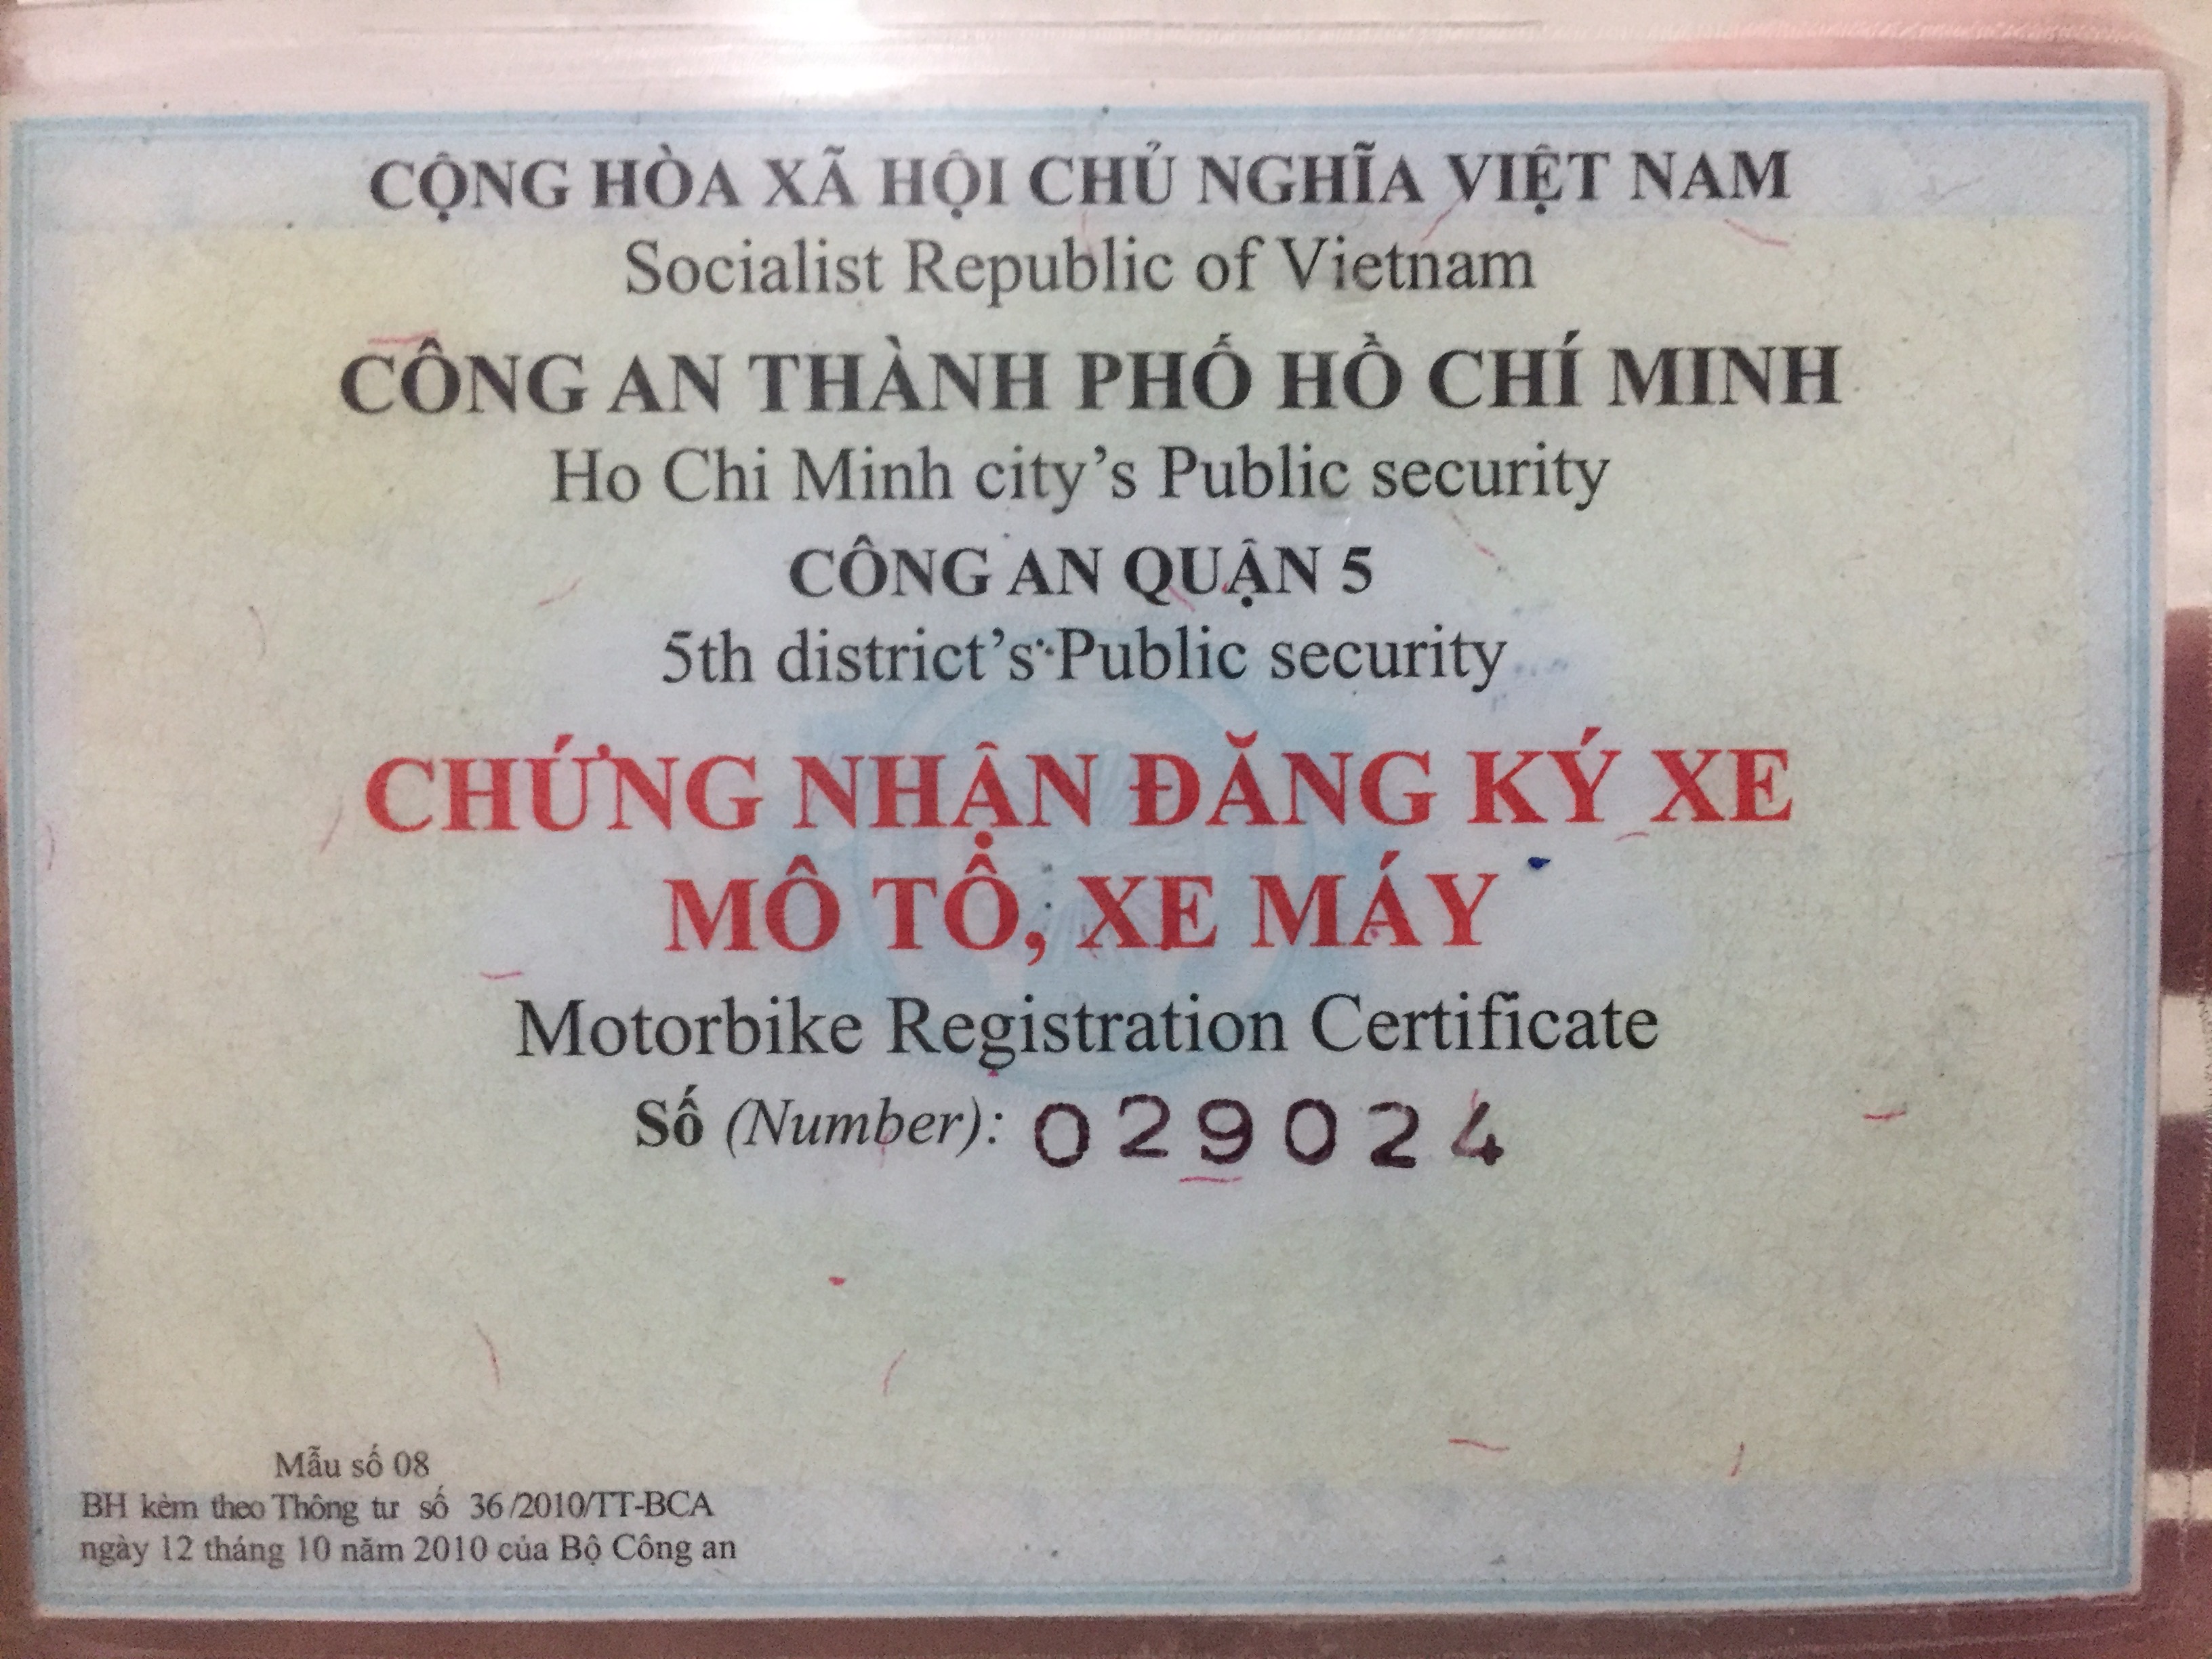 CỘNG HÒA XÃ HỘI CHỦ NGHĨA VIỆT NAM
Socialist Republic of Vietnam
CÔNG AN THÀNH PHỐ HỒ CHÍ MINH
Ho Chi Minh city’s Public security
CÔNG AN QUẬN 5
5th district’s Public security
CHỨNG NHẬN ĐĂNG KÝ XE
MÔ TÔ, XE MÁY
Motorbike Registration Certificate
Số (Number): 029024
Mẫu số 08
BH kèm theo Thông tư số 36/2010/TT-BCA
ngày 12 tháng 10 năm 2010 của Bộ Công an